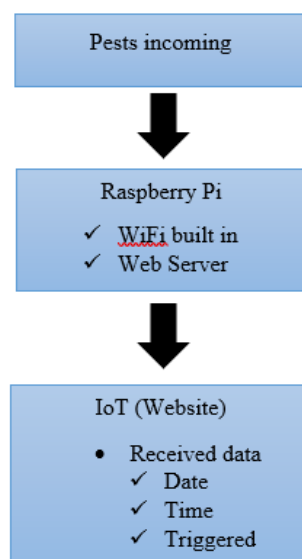 Pests incoming
Raspberry Pi
✓ WiFi built in
✓ Web Server
IoT (Website)
• Received data
✓ Date
✓ Time
✓ Triggered